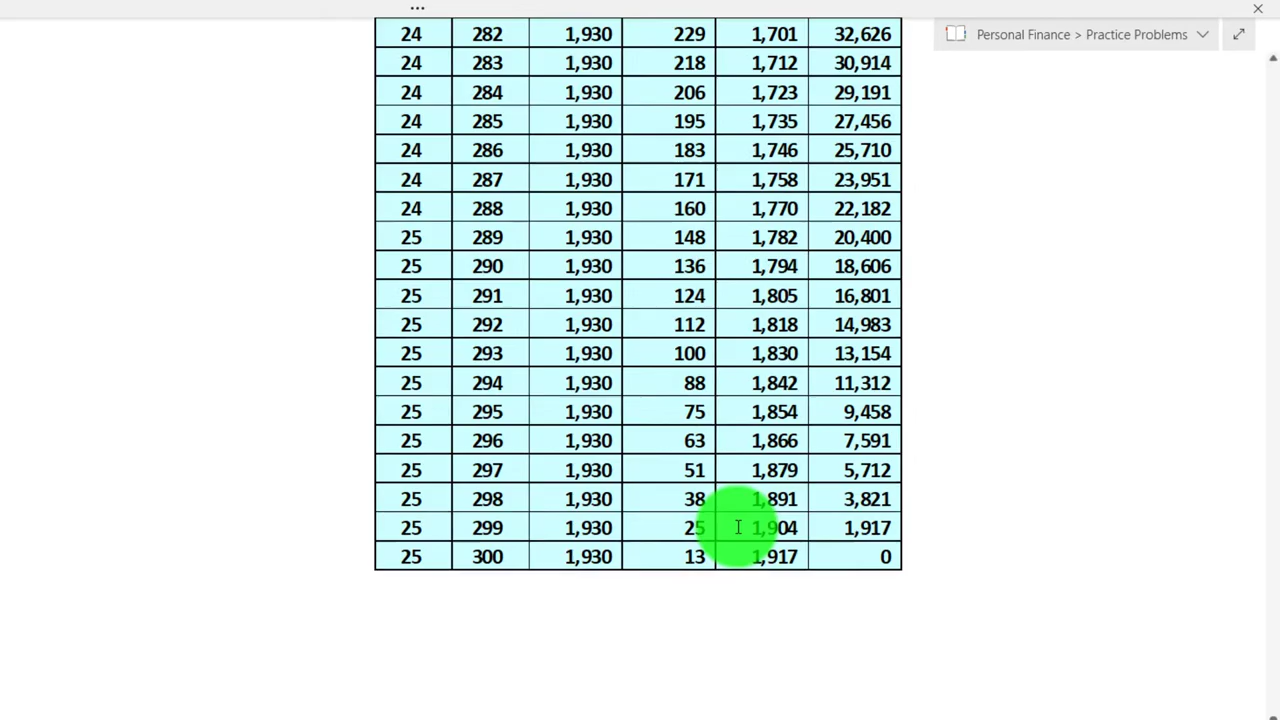 ...
Personal Finance > Practice Problems
24 282 1,930 229 1,701 32,626
24 283 1,930 218 1,712 30,914
24 284 1,930 206 1,723 29,191
24 285 1,930 195 1,735 27,456
24 286 1,930 183 1,746 25,710
24 287 1,930 171 1,758 23,951
24 288 1,930 160 1,770 22,182
25 289 1,930 148 1,782 20,400
25 290 1,930 136 1,794 18,606
25 291 1,930 124 1,805 16,801
25 292 1,930 112 1,818 14,983
25 293 1,930 100 1,830 13,154
25 294 1,930 88 1,842 11,312
25 295 1,930 75 1,854 9,458
25 296 1,930 63 1,866 7,591
25 297 1,930 51 1,879 5,712
25 298 1,930 38 1,891 3,821
25 299 1,930 25 1,904 1,917
25 300 1,930 13 1,917 0